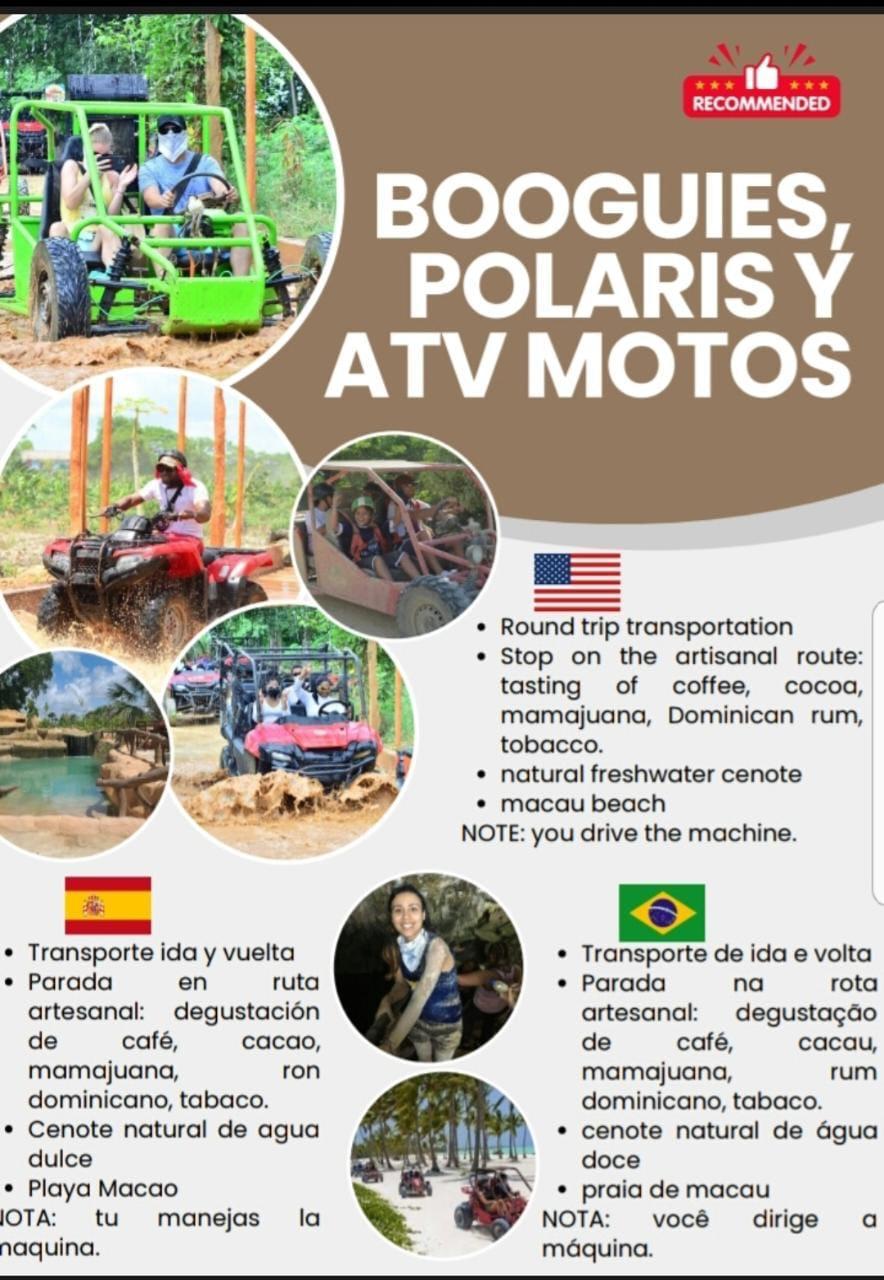 RECOMMENDED
BOOGUIES,
POLARIS Y
ATV MOTOS
• Round trip transportation
• Stop on the artisanal route:
tasting of coffee, cocoa,
mamajuana, Dominican rum,
tobacco.
• natural freshwater cenote
• macau beach
NOTE: you drive the machine.
• Transporte ida y vuelta
• Parada en ruta
artesanal: degustación
de café, cacao,
mamajuana, ron
dominicano, tabaco.
• Cenote natural de agua
dulce
• Playa Macao
NOTA: tu manejas la
maquina.
• Transporte de ida e volta
• Parada na rota
artesanal: degustação
de café, cacau,
mamajuana, rum
dominicano, tabaco.
• cenote natural de água
doce
• praia de macau
NOTA: você dirige a
máquina.